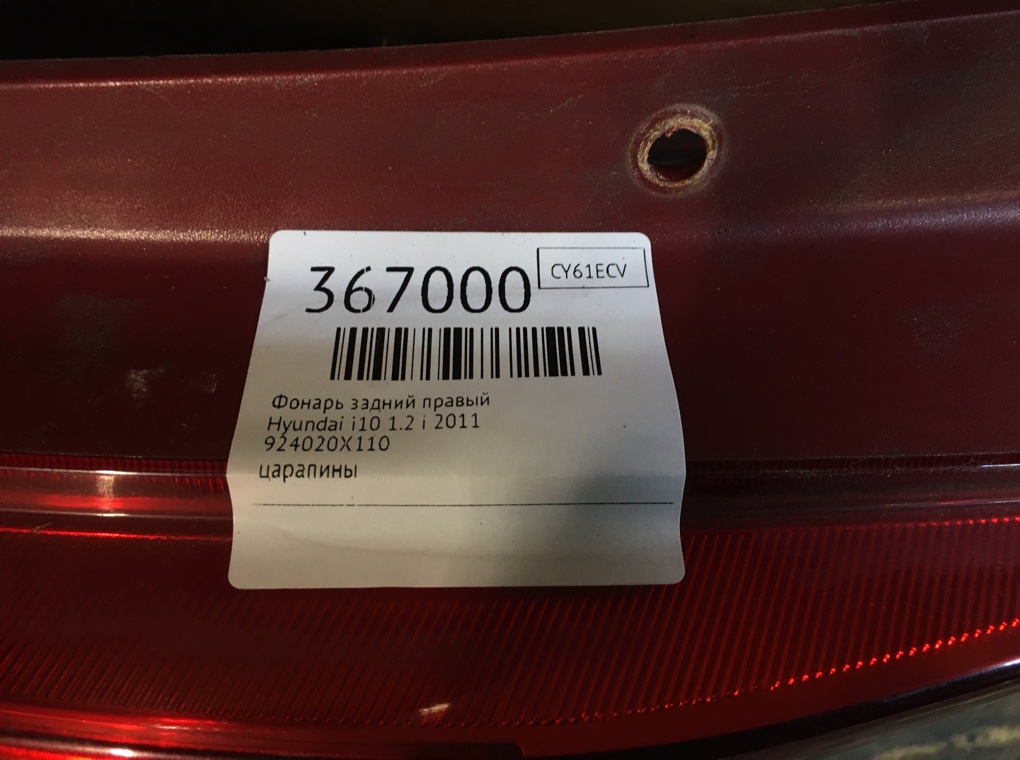 367000
CY61ECV
Фонарь задний правый
Hyundai i10 1.2 i 2011
924020X110
царапины